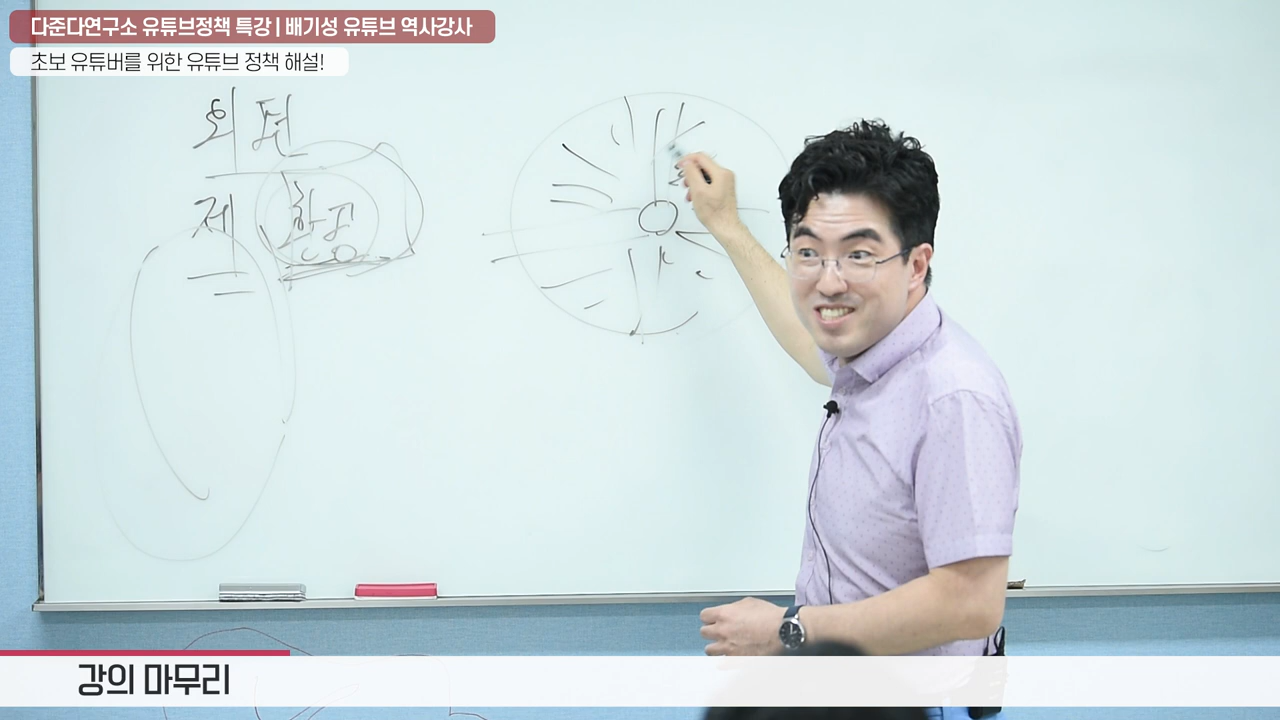 다준다연구소 유튜브정책 특강 | 배기성 유튜브 역사강사
초보 유튜버를 위한 유튜브 정책 해설!
제 환공
강의 마무리